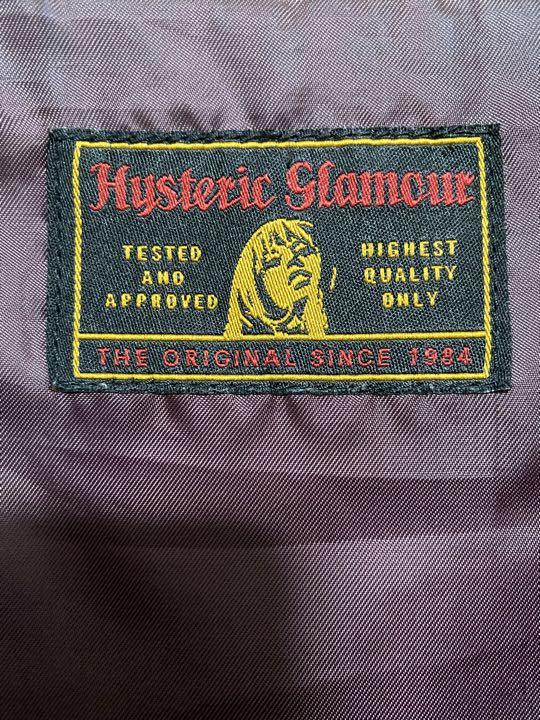 Hysteric Glamour
TESTED
AND
APPROVED
HIGHEST
QUALITY
ONLY
THE ORIGINAL SINCE 1984